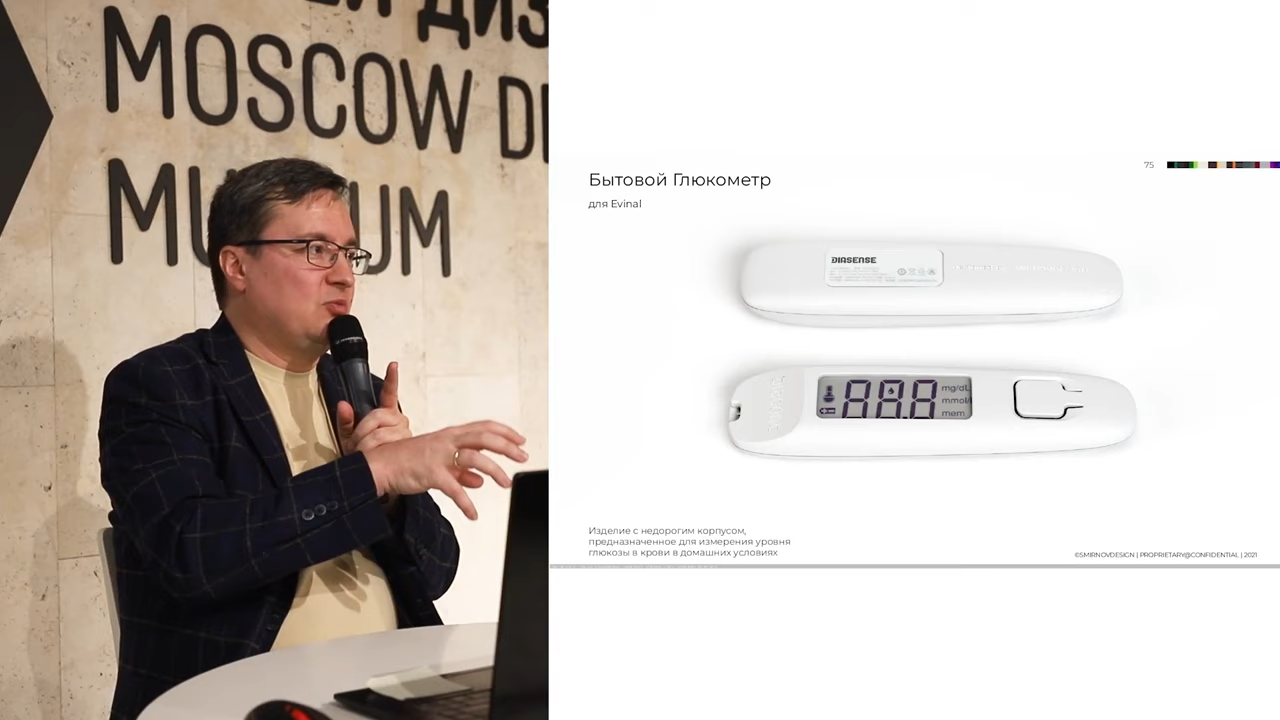 MOSCOW
MUSEUM
75
Бытовой Глюкометр
для Evinal
DIASENSE
mg/dL
mmol/
mem
Изделие с недорогим корпусом,
предназначенное для измерения уровня
глюкозы в крови в домашних условиях
©SMIRNOVDESIGN | PROPRIETARY@CONFIDENTIAL | 2021